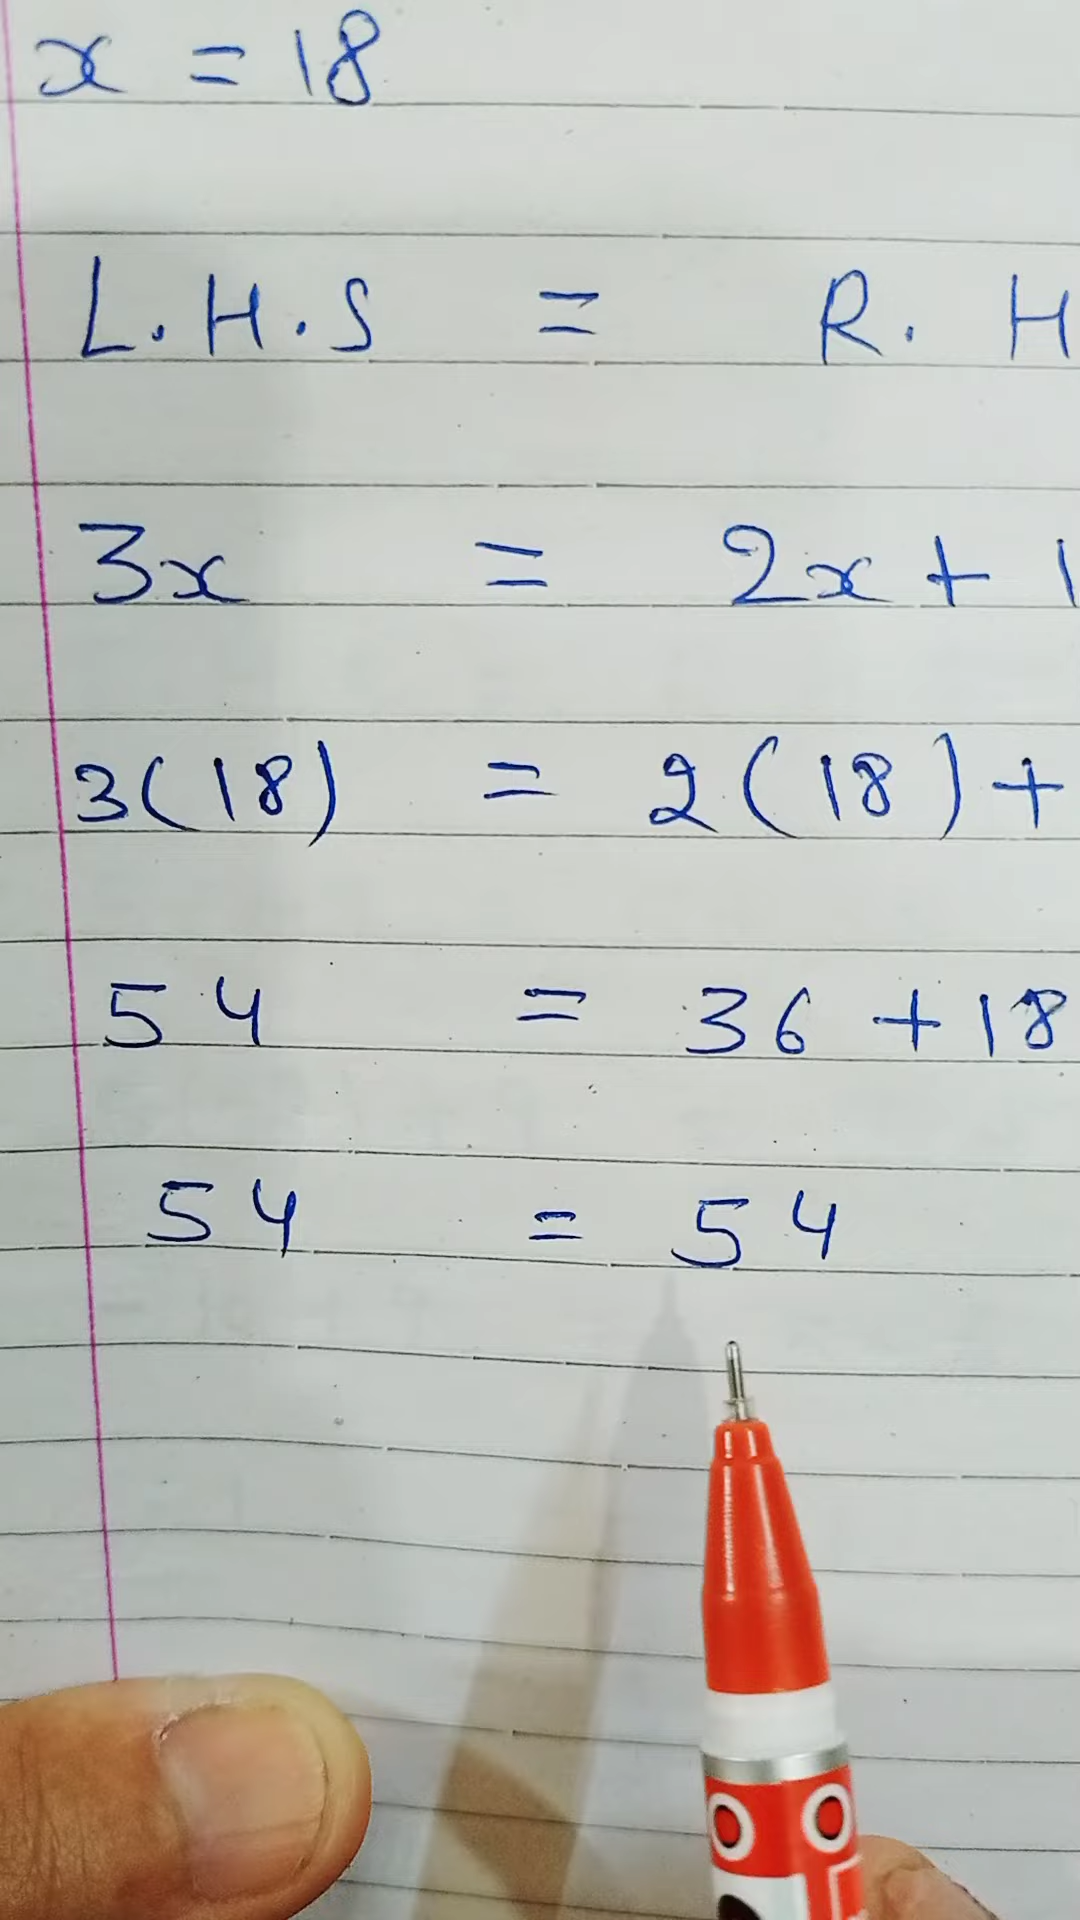 x = 18
L.H.S = R. H
3x = 2x + 1
3(18) = 2(18) +
54 = 36 + 18
54 = 54